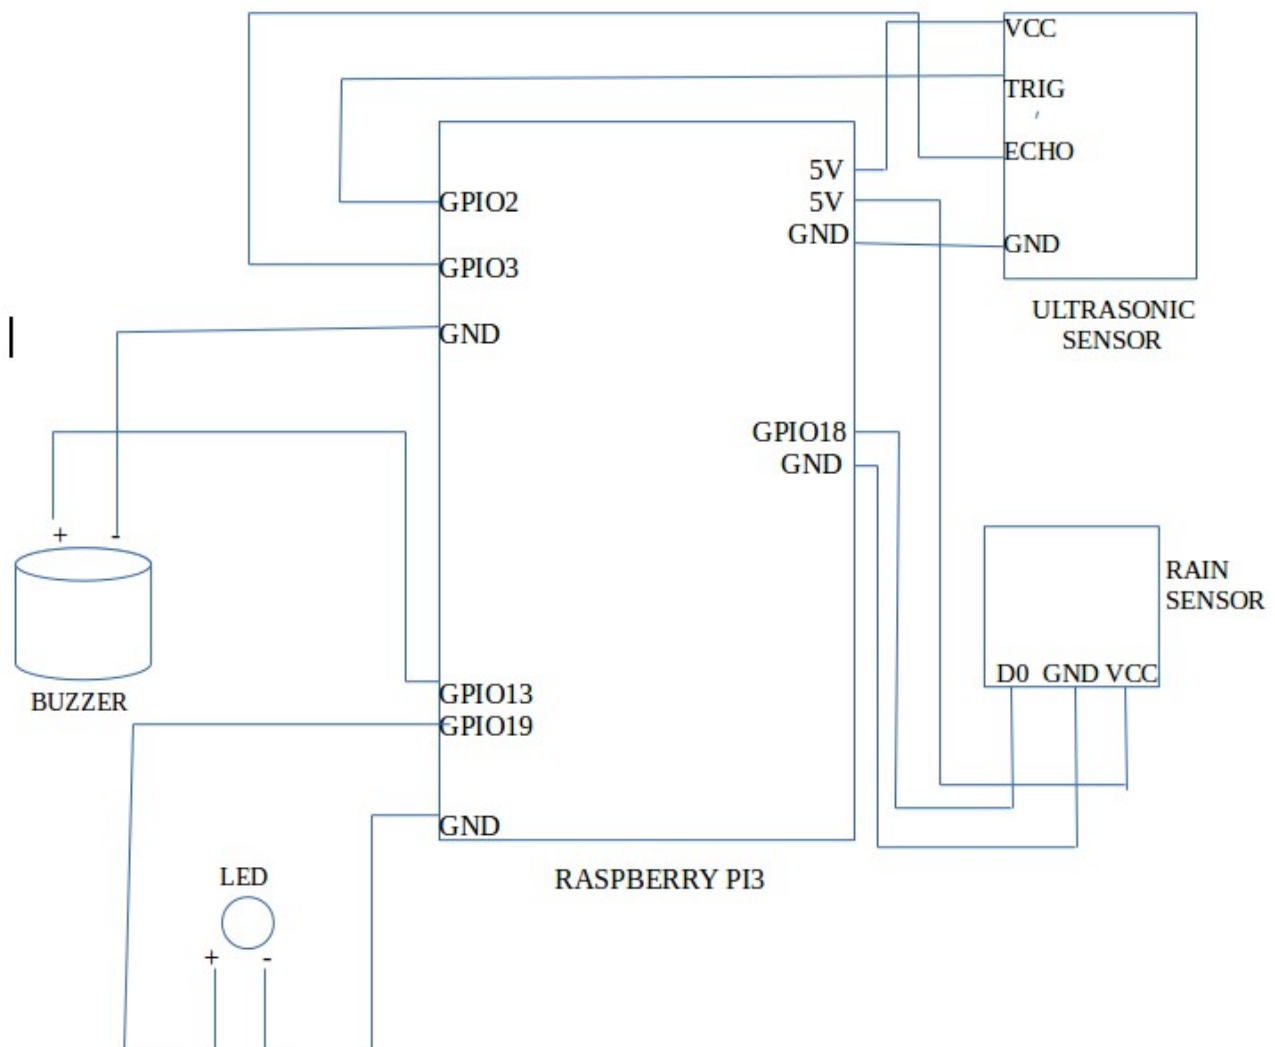 VCC
TRIG
ECHO
GND
ULTRASONIC
SENSOR
5V
5V
GND
GPIO2
GPIO3
GND
GPIO18
GND
+ -
BUZZER
RAIN
SENSOR
D0 GND VCC
GPIO13
GPIO19
GND
RASPBERRY PI3
LED
+ -